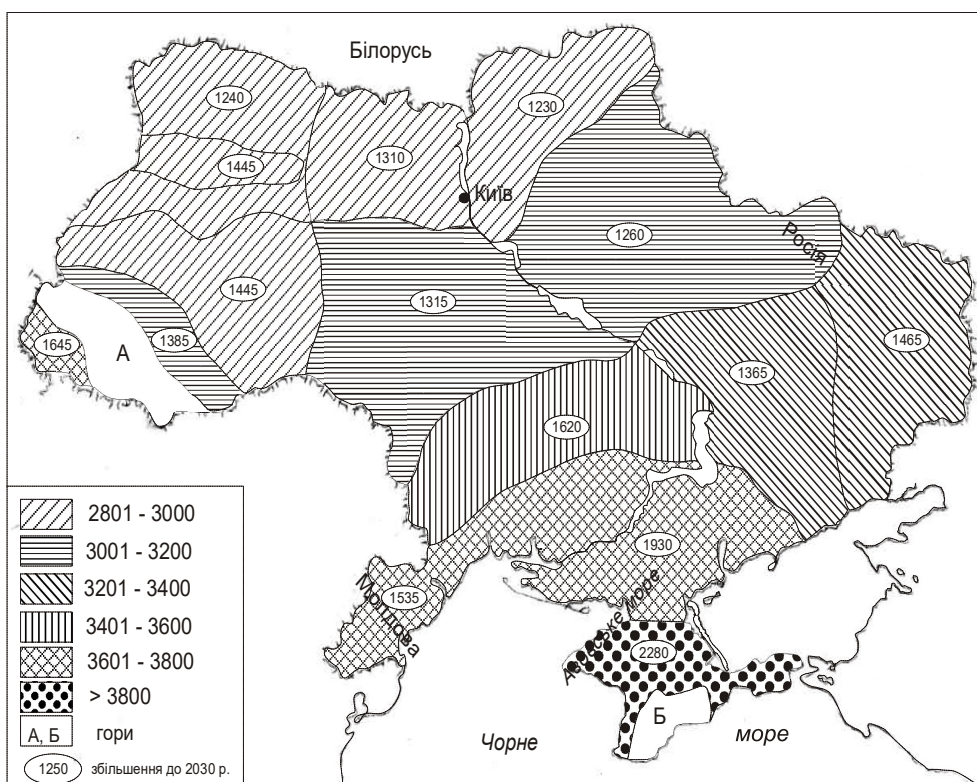 Білорусь
1240
1230
1445
1310
Київ
1260
Росія
1445
1315
1645
А
1385
1365
1465
1620
2801 - 3000
3001 - 3200
3201 - 3400
3401 - 3600
3601 - 3800
> 3800
А, Б гори
1250 збільшення до 2030 р.
1930
1535
Молдова
Азовське море
2280
Б
Чорне море